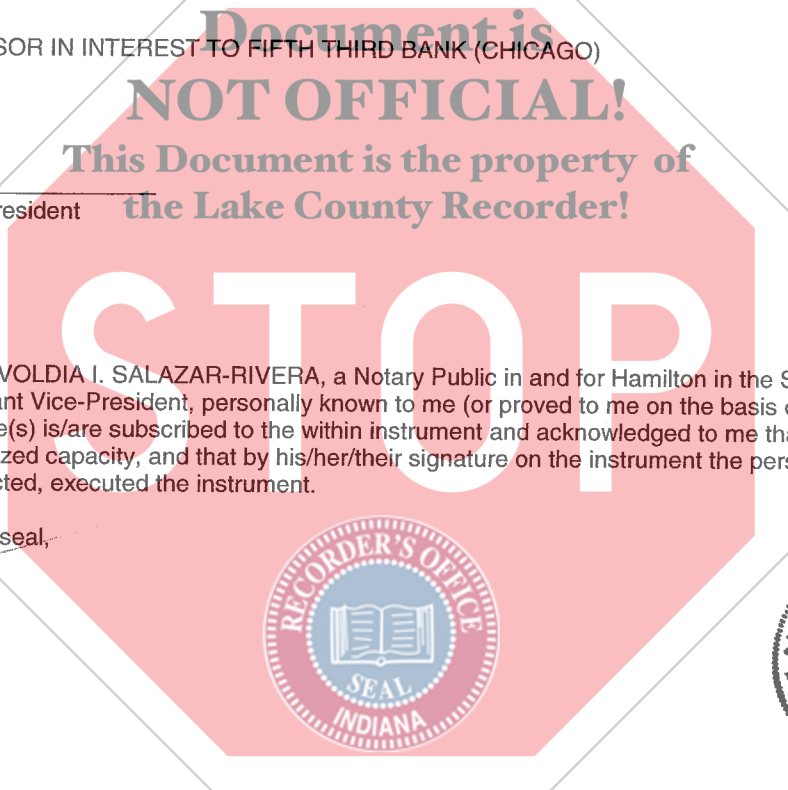 Document is
SOR IN INTEREST TO FIFTH THIRD BANK (CHICAGO)
NOT OFFICIAL!
This Document is the property of
resident
the Lake County Recorder!
STOP
VOLDIA I. SALAZAR-RIVERA, a Notary Public in and for Hamilton in the S
ant Vice-President, personally known to me (or proved to me on the basis o
e(s) is/are subscribed to the within instrument and acknowledged to me tha
zed capacity, and that by his/her/their signature on the instrument the pers
cted, executed the instrument.
seal,
RECORDER'S OFFICE
SEAL
INDIANA